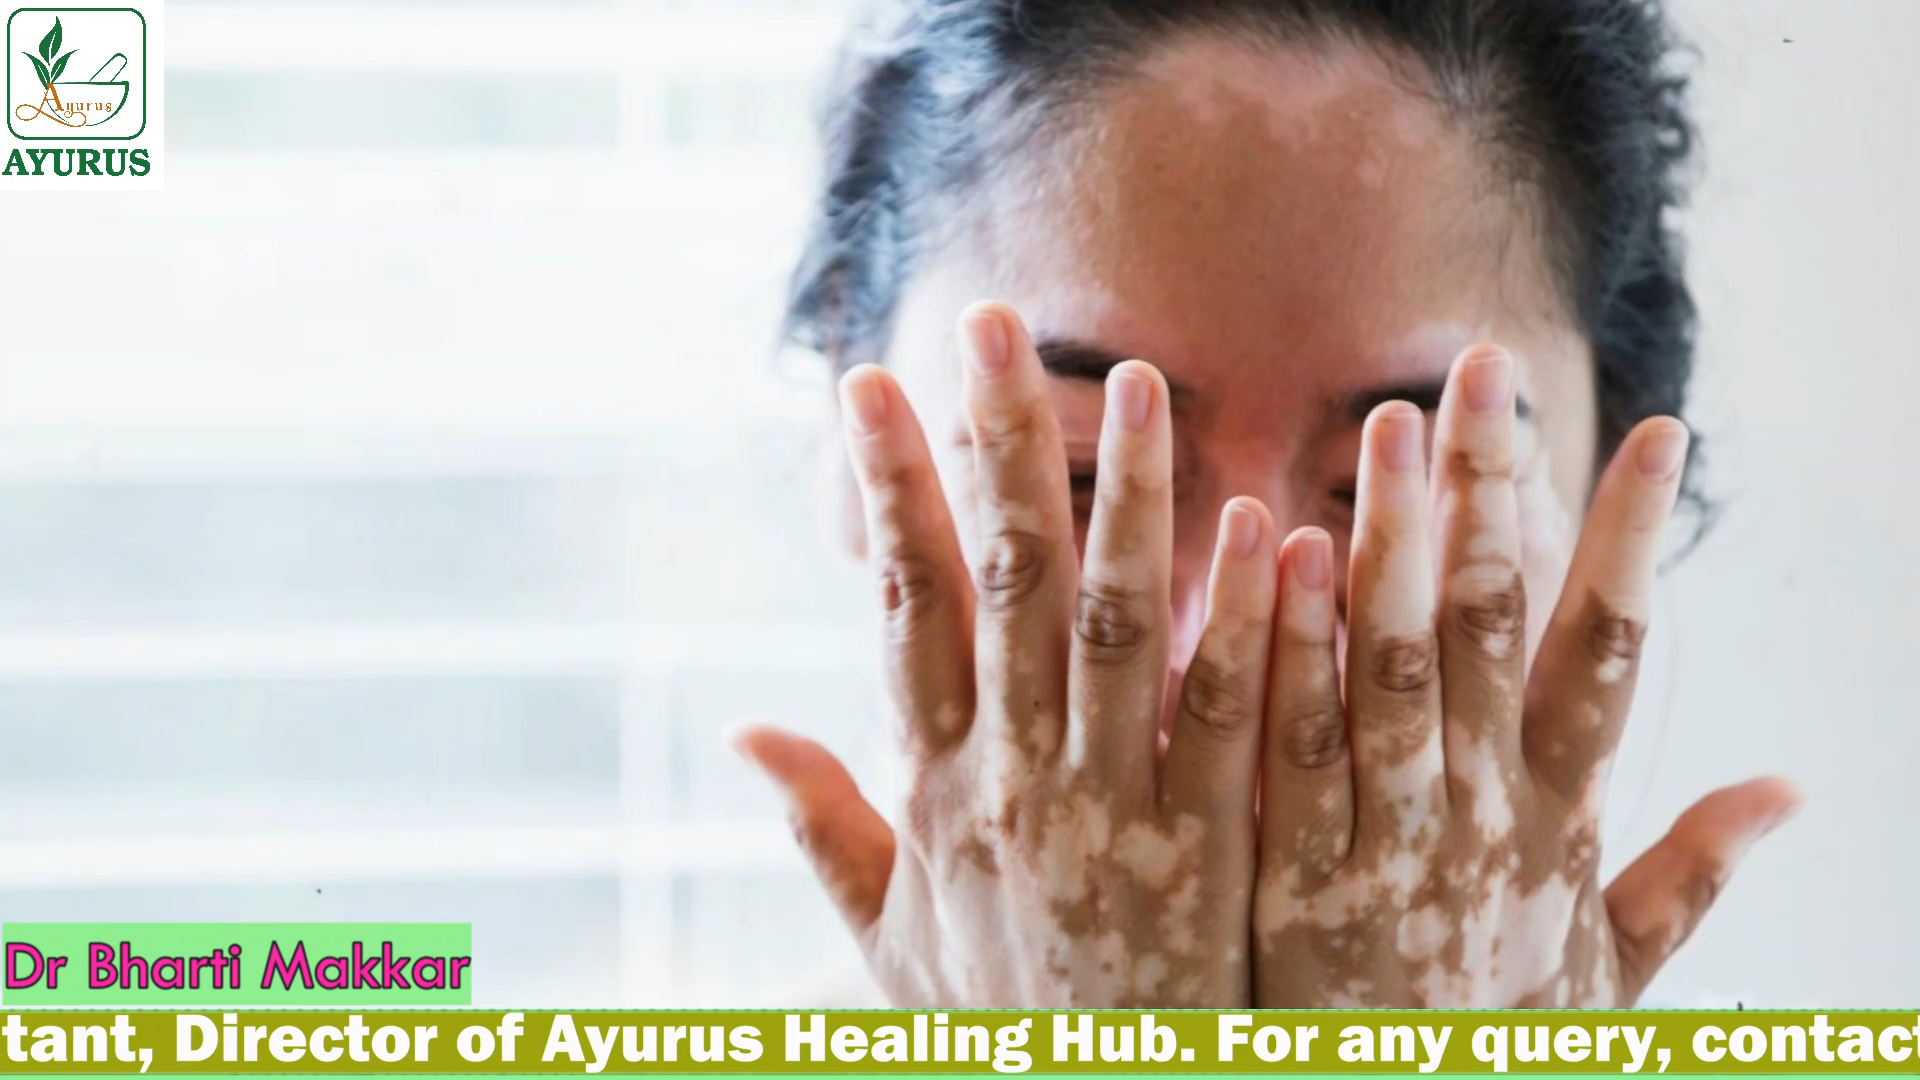 Ayurus
AYURUS
Dr Bharti Makkar
tant, Director of Ayurus Healing Hub. For any query, contact